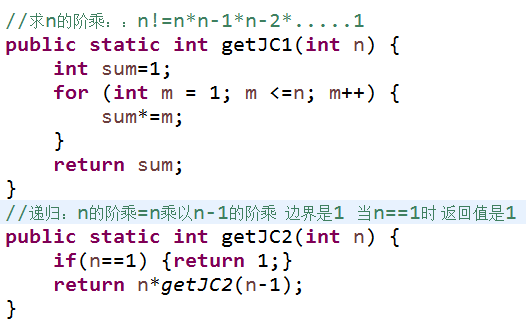 //求n的阶乘：：n!=n*n-1*n-2*.....1
public static int getJC1(int n) {
    int sum=1;
    for (int m = 1; m <=n; m++) {
        sum*=m;
    }
    return sum;
}
//递归：n的阶乘=n乘以n-1的阶乘 边界是1 当n==1时 返回值是1
public static int getJC2(int n) {
    if(n==1) {return 1;}
    return n*getJC2(n-1);
}